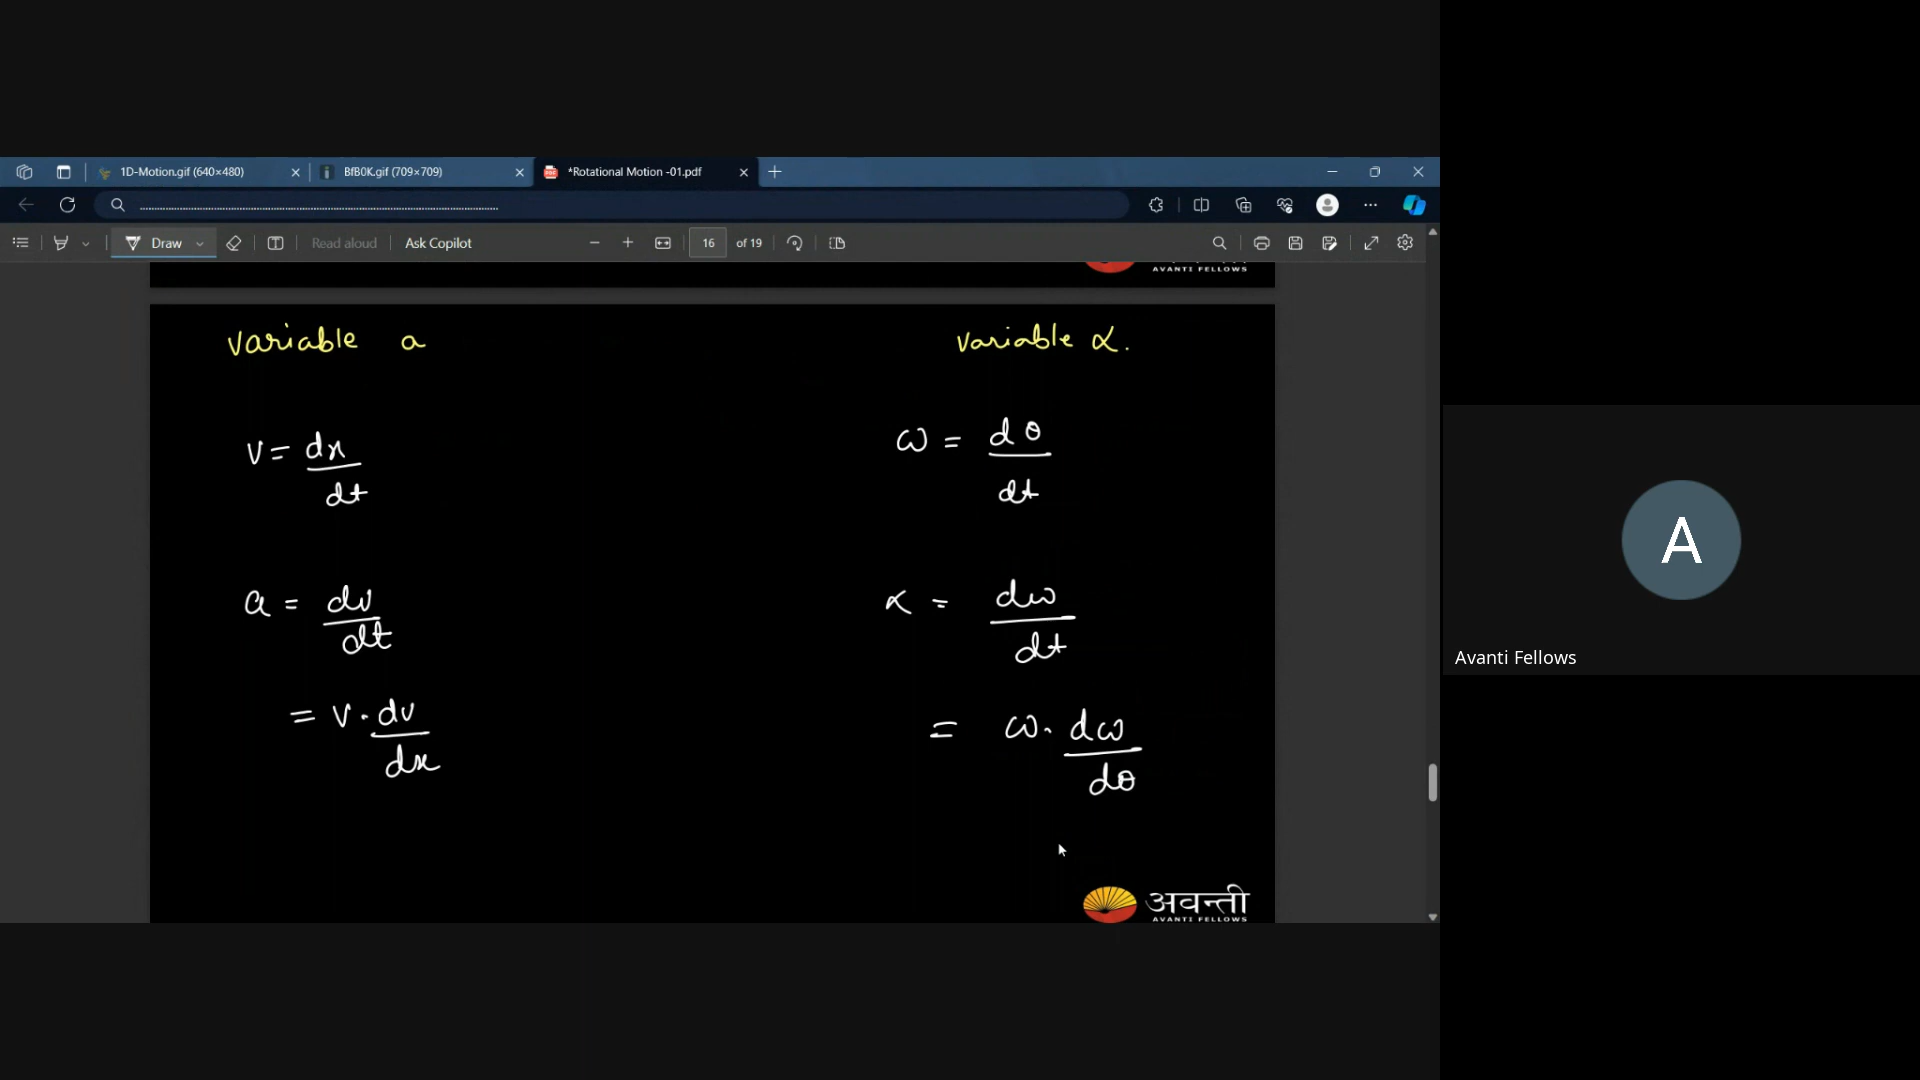 1D-Motion.gif (640×480)
BfB0K.gif (709×709)
*Rotational Motion -01.pdf
Draw
Read aloud
Ask Copilot
16 of 19
AVANTI FELLOWS
variable a
variable α.
v = dx
dt
ω = dθ
dt
a = dv
dt
α = dω
dt
= v · dv
dx
= ω · dω
dθ
अवन्ती
AVANTI FELLOWS
A
Avanti Fellows